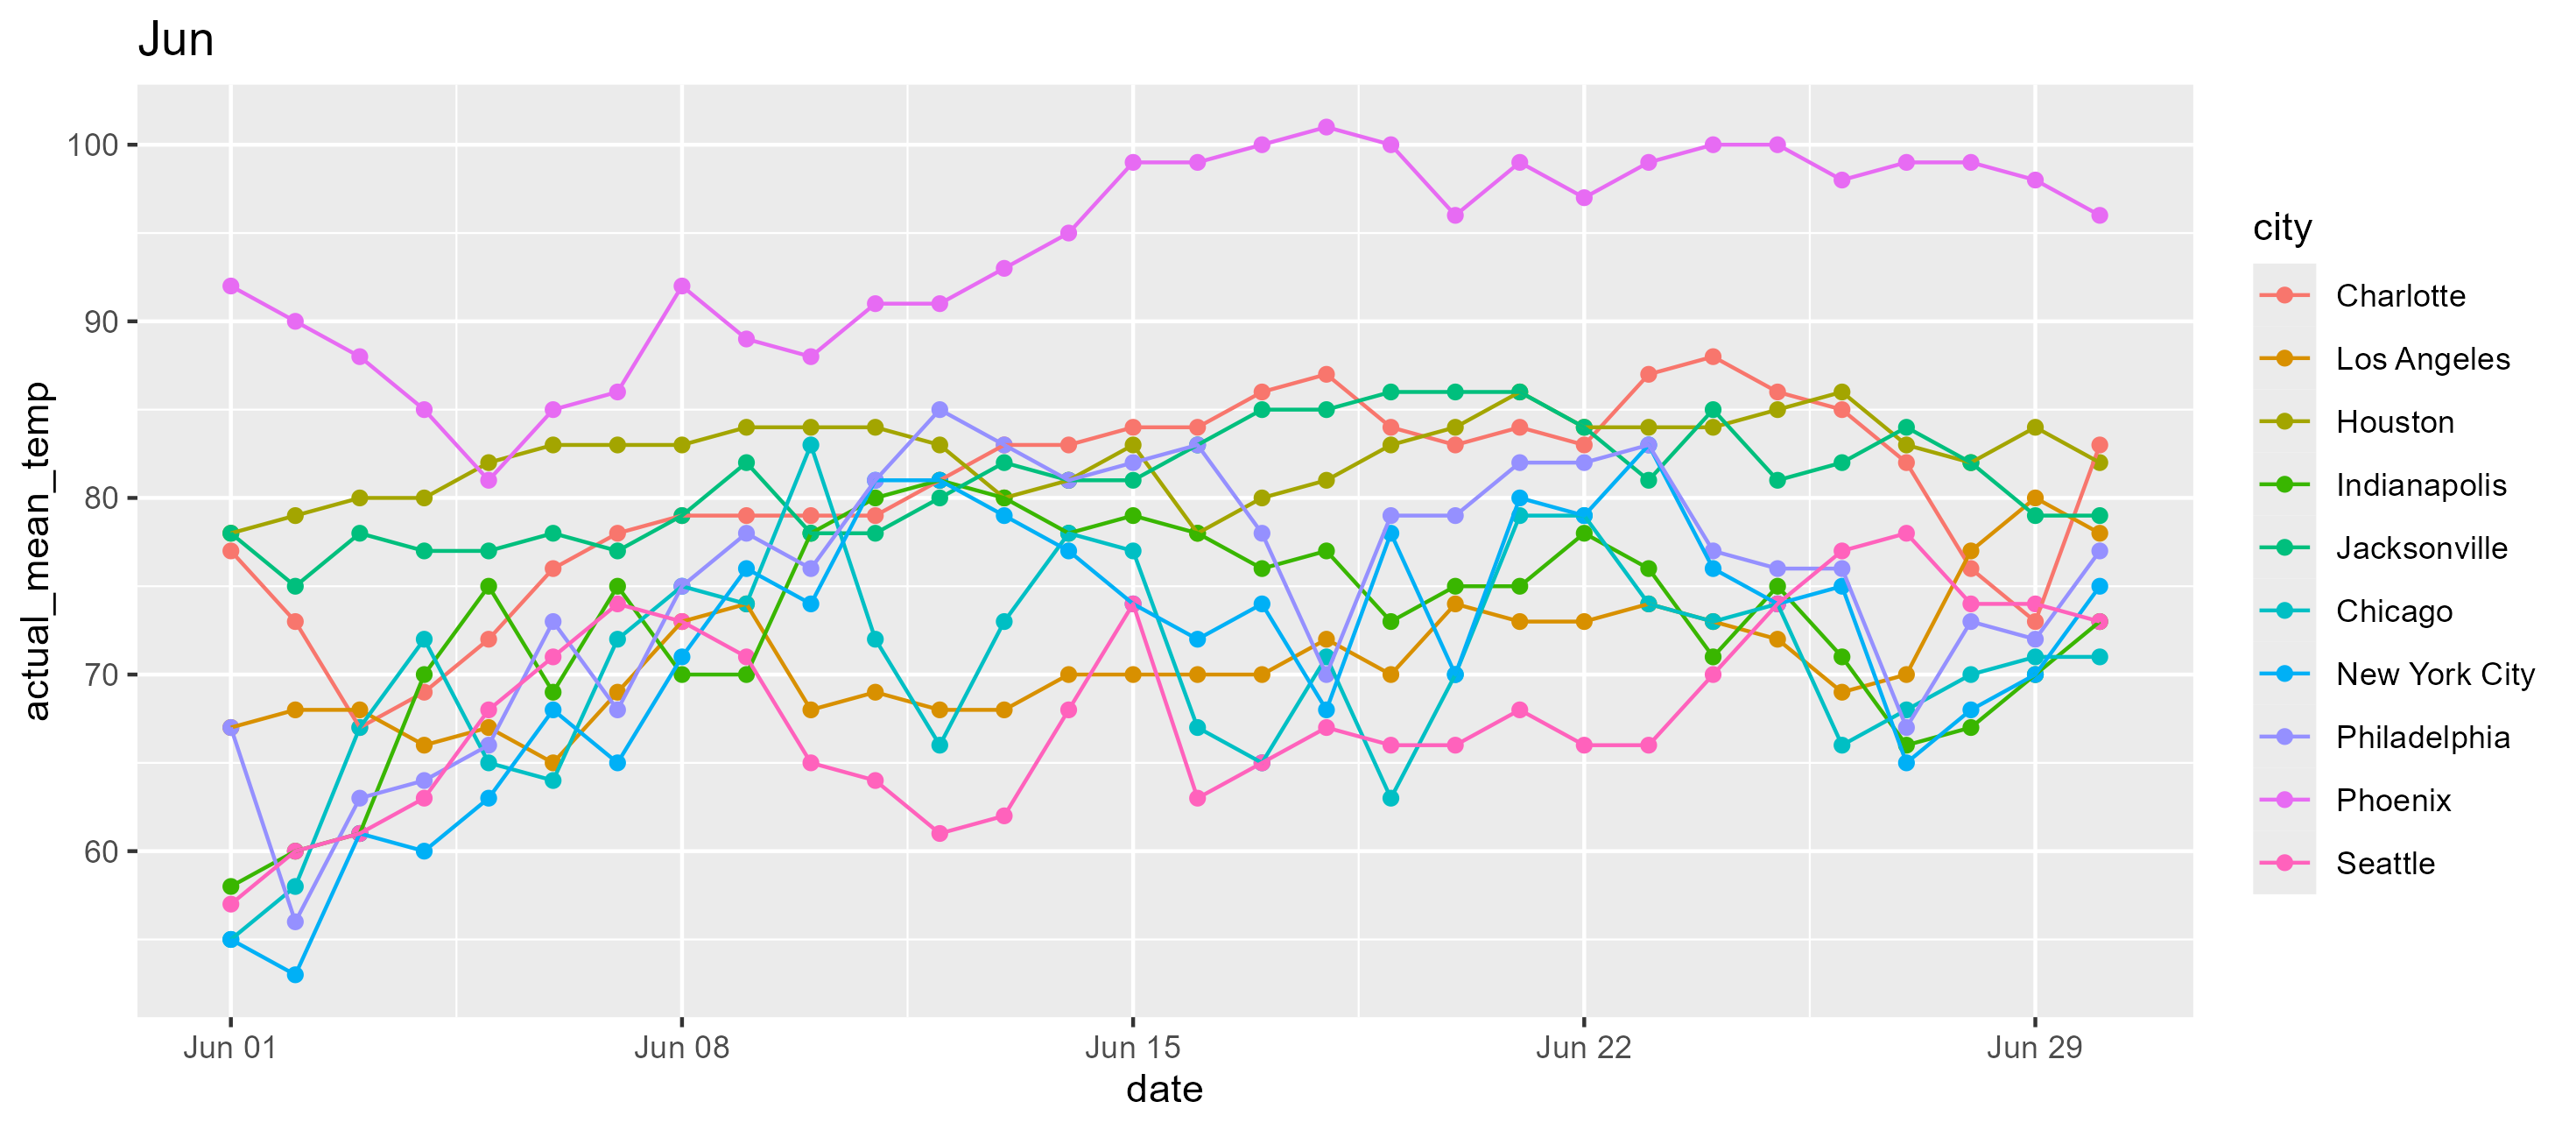 Jun
actual_mean_temp
100
90
80
70
60
Jun 01
Jun 08
Jun 15
Jun 22
Jun 29
date
city
Charlotte
Los Angeles
Houston
Indianapolis
Jacksonville
Chicago
New York City
Philadelphia
Phoenix
Seattle